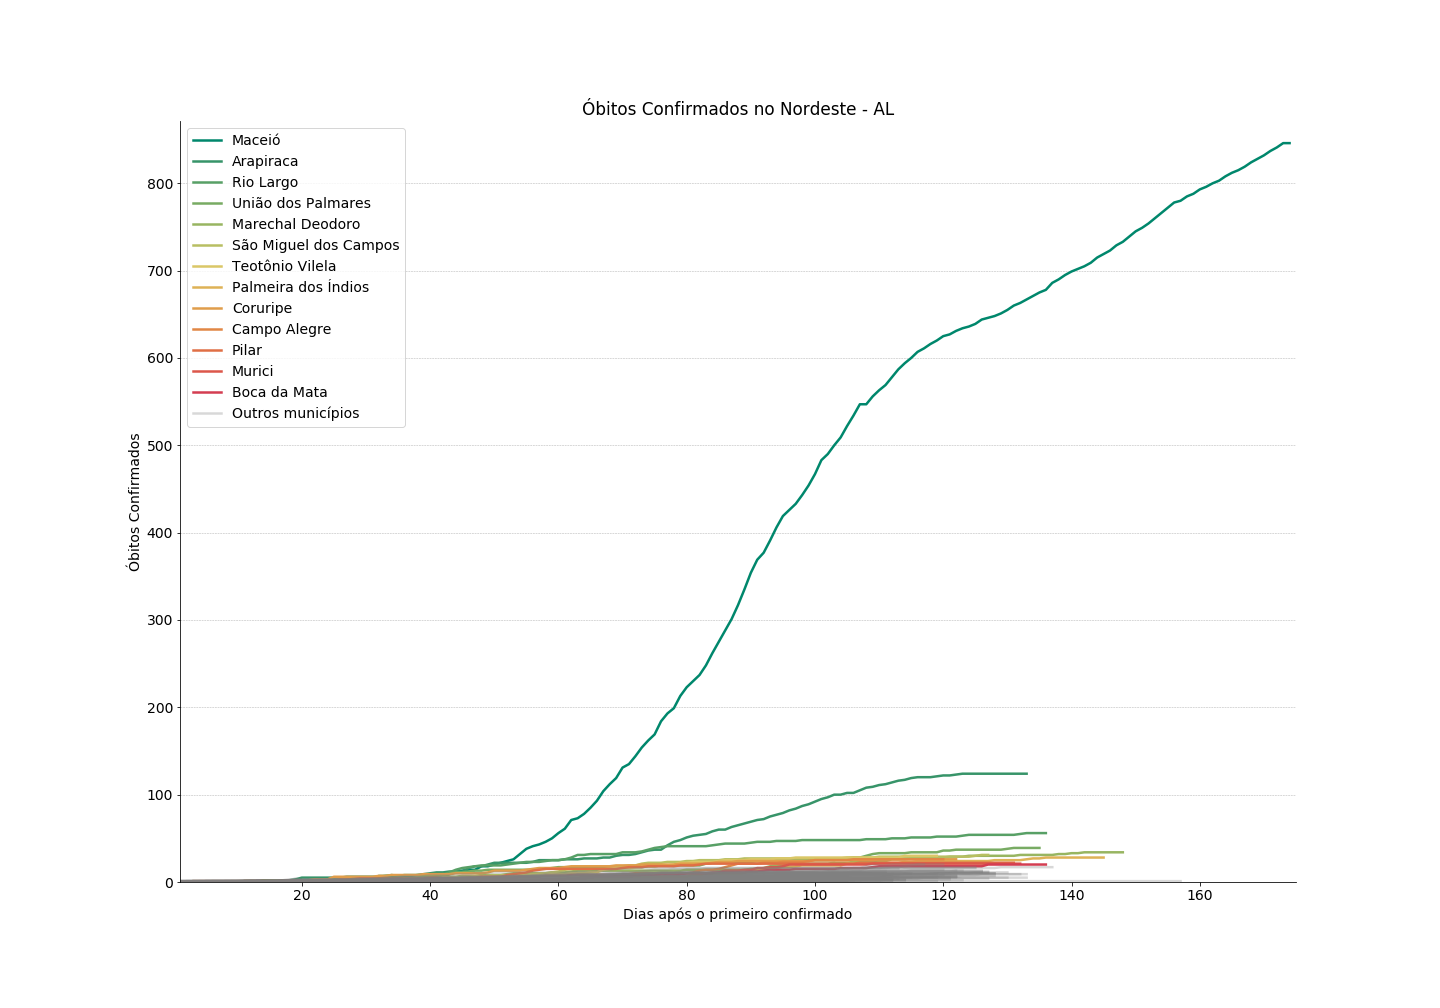 Óbitos Confirmados no Nordeste - AL
Maceió
Arapiraca
Rio Largo
União dos Palmares
Marechal Deodoro
São Miguel dos Campos
Teotônio Vilela
Palmeira dos Índios
Coruripe
Campo Alegre
Pilar
Murici
Boca da Mata
Outros municípios
Óbitos Confirmados
800
700
600
500
400
300
200
100
0
20 40 60 80 100 120 140 160
Dias após o primeiro confirmado